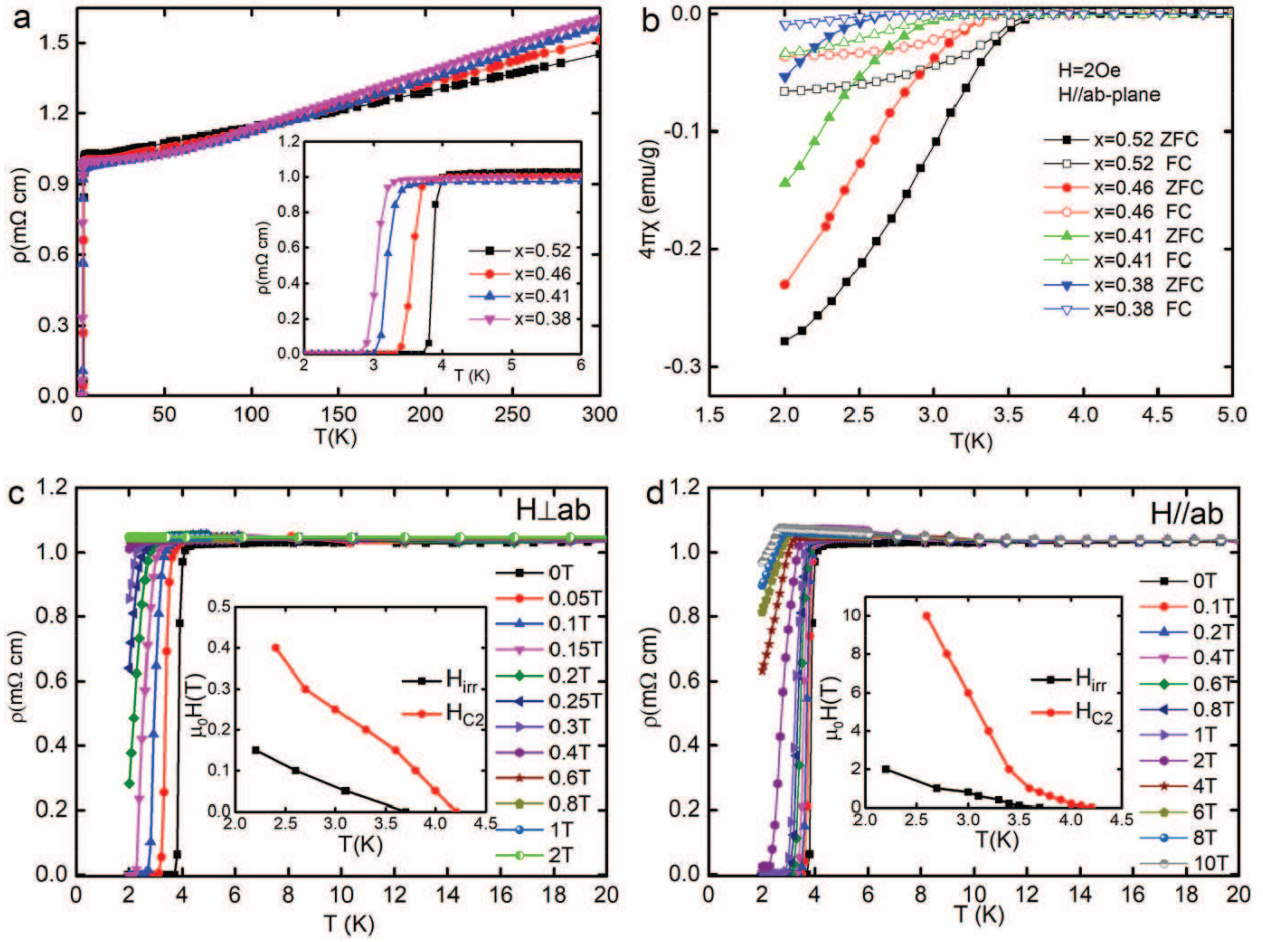 a
ρ(mΩ cm)
1.5
1.2
0.9
0.6
0.3
0.0
0 50 100 150 200 250 300
T(K)
ρ(mΩ cm)
1.2
1.0
0.8
0.6
0.4
0.2
0.0
2 3 4 5 6
T (K)
x=0.52
x=0.46
x=0.41
x=0.38
b
4πχ (emu/g)
0.0
-0.1
-0.2
-0.3
1.5 2.0 2.5 3.0 3.5 4.0 4.5 5.0
T(K)
H=2Oe
H//ab-plane
x=0.52 ZFC
x=0.52 FC
x=0.46 ZFC
x=0.46 FC
x=0.41 ZFC
x=0.41 FC
x=0.38 ZFC
x=0.38 FC
c
H⊥ab
ρ(mΩ cm)
1.2
1.0
0.8
0.6
0.4
0.2
0.0
0 2 4 6 8 10 12 14 16 18 20
T (K)
0T
0.05T
0.1T
0.15T
0.2T
0.25T
0.3T
0.4T
0.6T
0.8T
1T
2T
μ₀H(T)
0.5
0.4
0.3
0.2
0.1
0.0
2.0 2.5 3.0 3.5 4.0 4.5
T(K)
Hirr
HC2
d
H//ab
ρ(mΩ cm)
1.2
1.0
0.8
0.6
0.4
0.2
0.0
0 2 4 6 8 10 12 14 16 18 20
T (K)
0T
0.1T
0.2T
0.4T
0.6T
0.8T
1T
2T
4T
6T
8T
10T
μ₀H(T)
10
8
6
4
2
0
2.0 2.5 3.0 3.5 4.0 4.5
T(K)
Hirr
HC2